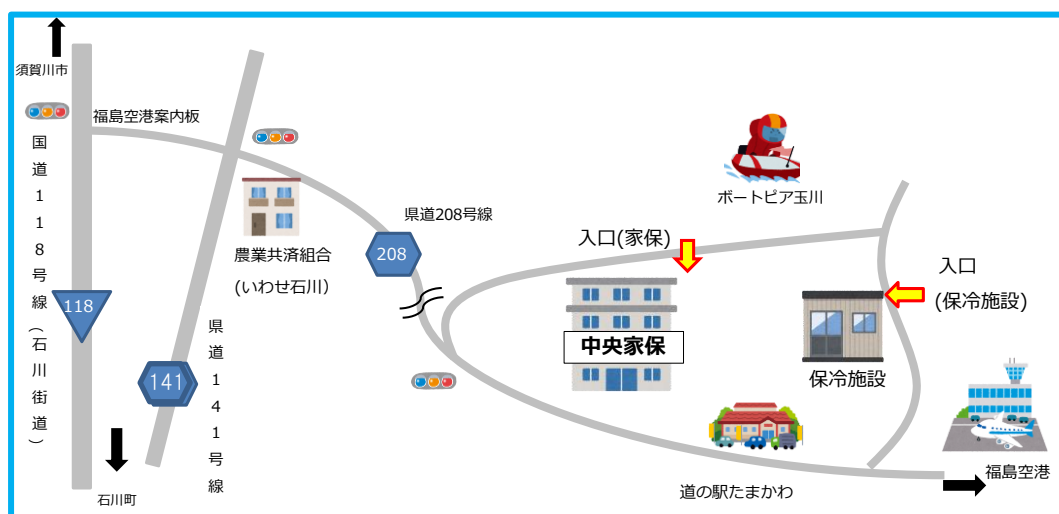 須賀川市
福島空港案内板
国道118号線(石川街道)
118
石川町
141
県道141号線
農業共済組合
(いわせ石川)
県道208号線
208
ボートピア玉川
入口(家保)
中央家保
入口
(保冷施設)
保冷施設
道の駅たまかわ
福島空港